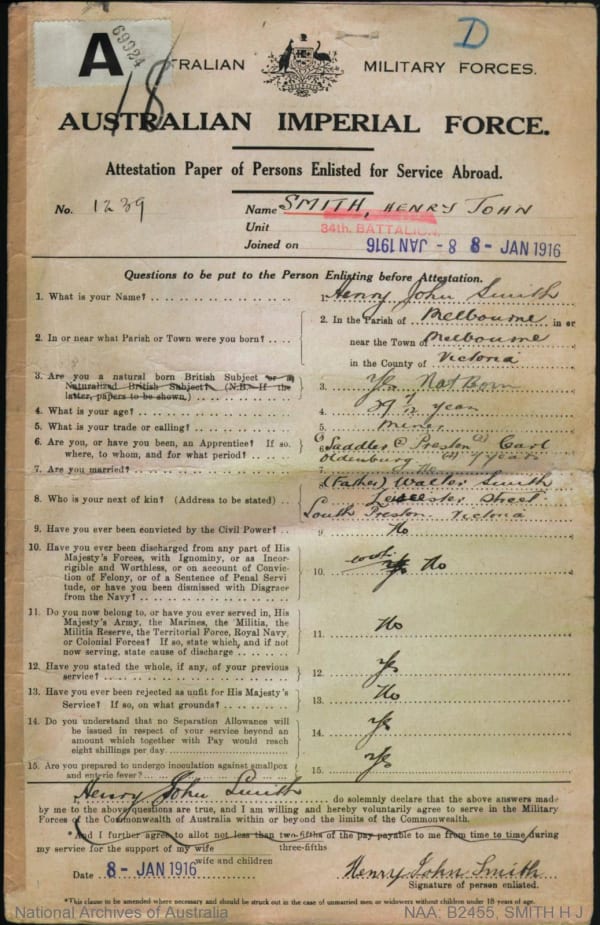 A
69924
18
D
TRALIAN MILITARY FORCES.
AUSTRALIAN IMPERIAL FORCE.
Attestation Paper of Persons Enlisted for Service Abroad.
No. 1239
Name SMITH, HENRY JOHN
Unit 34th. BATTALION.
Joined on 8 - JAN 1916 8 - JAN 1916
Questions to be put to the Person Enlisting before Attestation.
1. What is your Name? 1. Henry John Smith
2. In or near what Parish or Town were you born? 2. In the Parish of Melbourne in or
near the Town of Melbourne
in the County of Victoria
3. Are you a natural born British Subject or a
Naturalized British Subject? (N.B.—If the
latter, papers to be shown.) 3. Yes Nat Born
4. What is your age? 4. 29 years
5. What is your trade or calling? 5. Miner
6. Are you, or have you been, an Apprentice? If so,
where, to whom, and for what period? 6. Saddler Preston Carl
Oldenburg 4 years
7. Are you married? 7. No
8. Who is your next of kin? (Address to be stated) 8. (Father) Walter Smith
Leicester Street
South Preston Victoria
9. Have you ever been convicted by the Civil Power? 9. No
10. Have you ever been discharged from any part of His
Majesty's Forces, with Ignominy, or as Incor-
rigible and Worthless, or on account of Convic-
tion of Felony, or of a Sentence of Penal Servi
tude, or have you been dismissed with Disgrace
from the Navy? 10. No
11. Do you now belong to, or have you ever served in, His
Majesty's Army, the Marines, the Militia, the
Militia Reserve, the Territorial Force, Royal Navy,
or Colonial Forces? If so, state which, and if not
now serving, state cause of discharge 11. No
12. Have you stated the whole, if any, of your previous
service? 12. Yes
13. Have you ever been rejected as unfit for His Majesty's
Service? If so, on what grounds? 13. No
14. Do you understand that no Separation Allowance will
be issued in respect of your service beyond an
amount which together with Pay would reach
eight shillings per day 14. Yes
15. Are you prepared to undergo inoculation against smallpox
and enteric fever? 15. Yes
I, Henry John Smith do solemnly declare that the above answers made
by me to the above questions are true, and I am willing and hereby voluntarily agree to serve in the Military
Forces of the Commonwealth of Australia within or beyond the limits of the Commonwealth.
*And I further agree to allot not less than two-fifths of the pay payable to me from time to time during
three-fifths
my service for the support of my wife
wife and children
Date 8 - JAN 1916 Henry John Smith
Signature of person enlisted.
*This clause to be amended where necessary and should be struck out in the case of unmarried men or widowers without children under 18 years of age.
National Archives of Australia NAA: B2455, SMITH H J